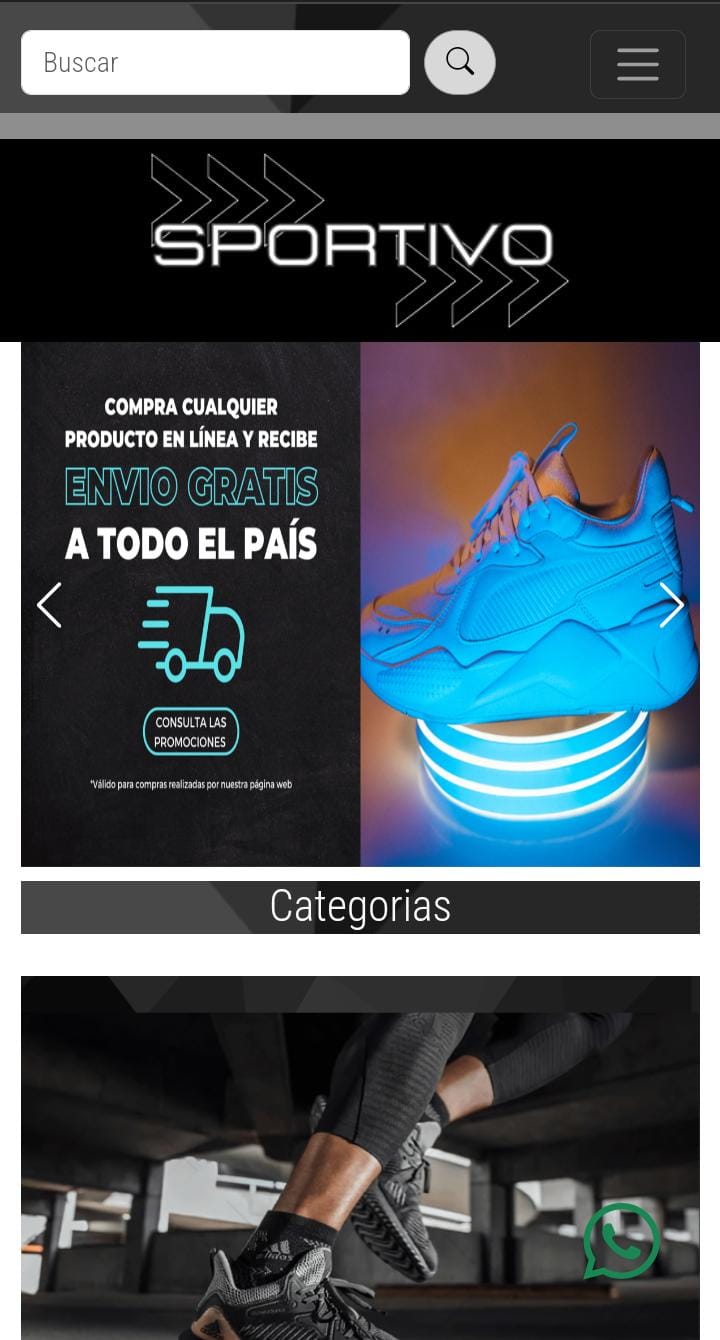 Buscar
SPORTIVO
COMPRA CUALQUIER
PRODUCTO EN LÍNEA Y RECIBE
ENVIO GRATIS
A TODO EL PAÍS
CONSULTA LAS
PROMOCIONES
*Válido para compras realizadas por nuestra página web
Categorias
adidas